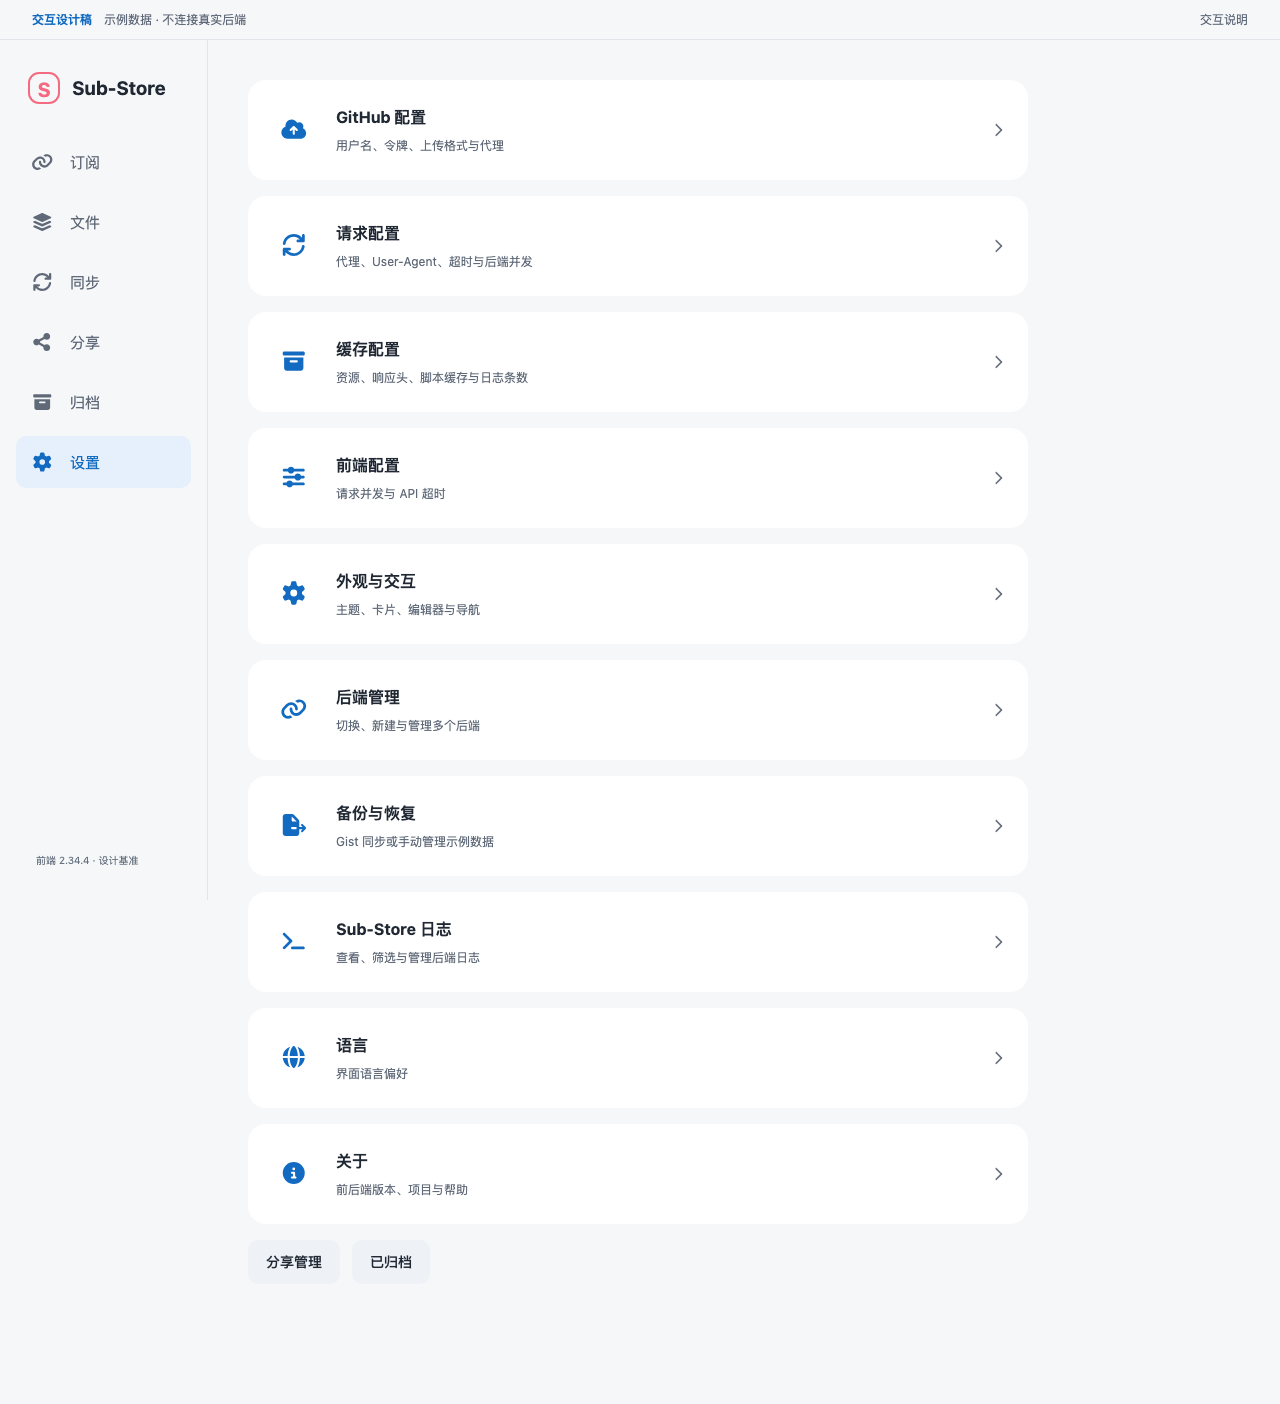 交互设计稿 示例数据 · 不连接真实后端 交互说明
S Sub-Store
订阅
文件
同步
分享
归档
设置
前端 2.34.4 · 设计基准
GitHub 配置
用户名、令牌、上传格式与代理
请求配置
代理、User-Agent、超时与后端并发
缓存配置
资源、响应头、脚本缓存与日志条数
前端配置
请求并发与 API 超时
外观与交互
主题、卡片、编辑器与导航
后端管理
切换、新建与管理多个后端
备份与恢复
Gist 同步或手动管理示例数据
Sub-Store 日志
查看、筛选与管理后端日志
语言
界面语言偏好
关于
前后端版本、项目与帮助
分享管理 已归档